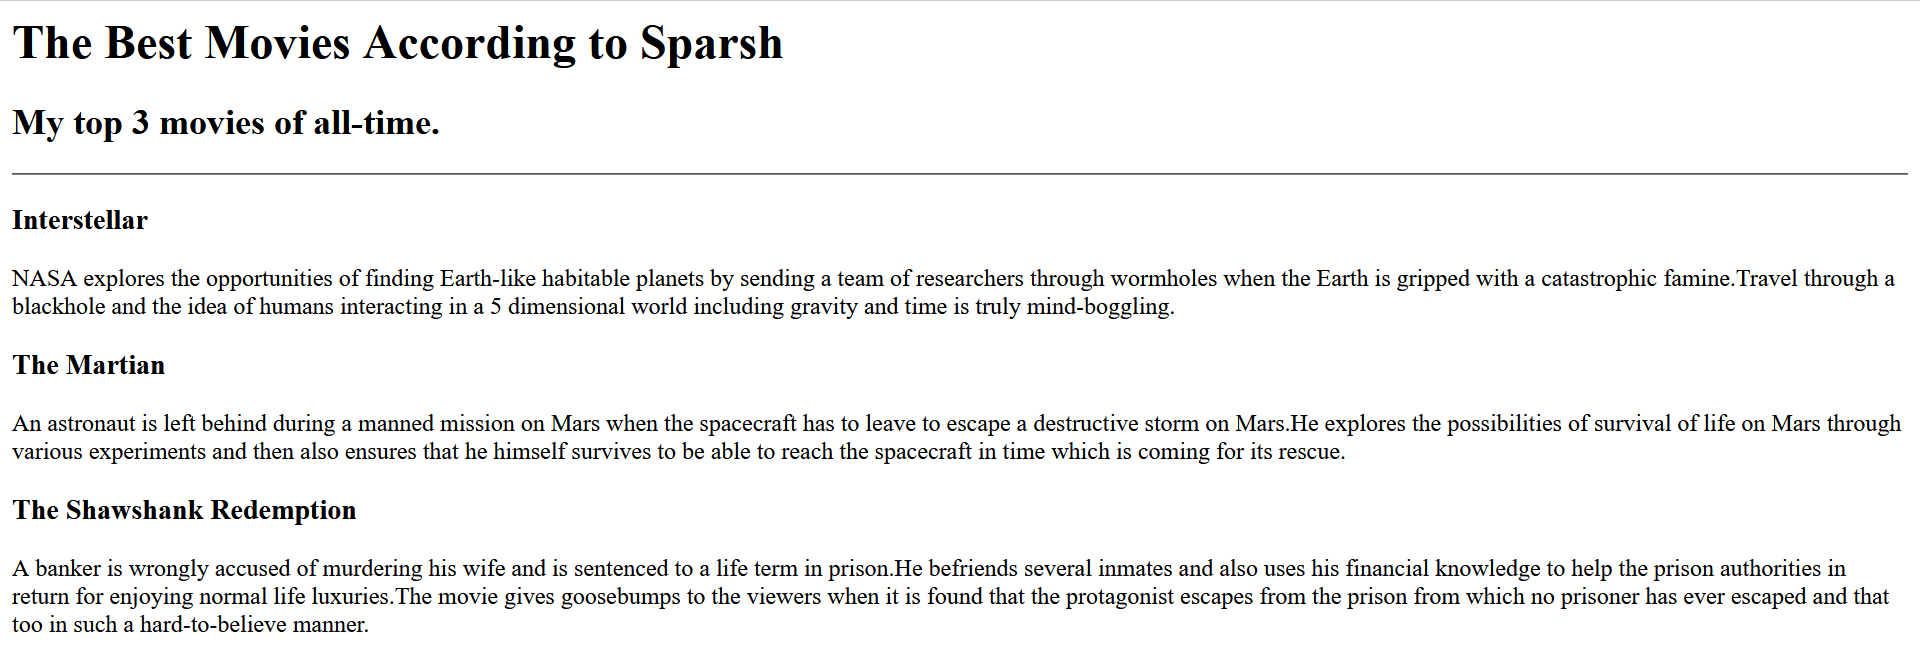 The Best Movies According to Sparsh
My top 3 movies of all-time.
Interstellar
NASA explores the opportunities of finding Earth-like habitable planets by sending a team of researchers through wormholes when the Earth is gripped with a catastrophic famine.Travel through a
blackhole and the idea of humans interacting in a 5 dimensional world including gravity and time is truly mind-boggling.
The Martian
An astronaut is left behind during a manned mission on Mars when the spacecraft has to leave to escape a destructive storm on Mars.He explores the possibilities of survival of life on Mars through
various experiments and then also ensures that he himself survives to be able to reach the spacecraft in time which is coming for its rescue.
The Shawshank Redemption
A banker is wrongly accused of murdering his wife and is sentenced to a life term in prison.He befriends several inmates and also uses his financial knowledge to help the prison authorities in
return for enjoying normal life luxuries.The movie gives goosebumps to the viewers when it is found that the protagonist escapes from the prison from which no prisoner has ever escaped and that
too in such a hard-to-believe manner.